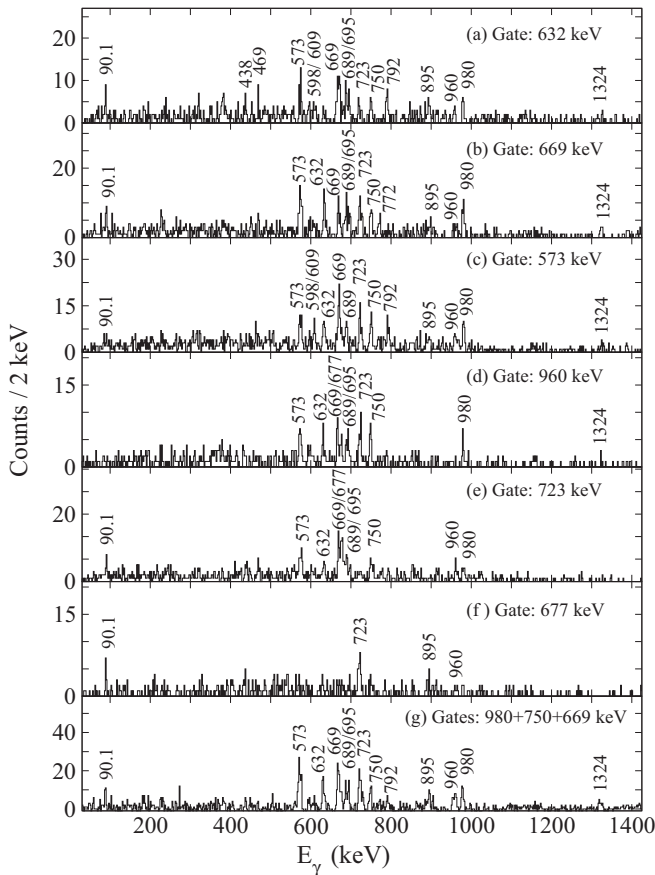 Counts / 2 keV
(a) Gate: 632 keV
90.1 438 469 573 598/ 609 669 689/695 723 750 792 895 960 980 1324
0 10 20
(b) Gate: 669 keV
90.1 573 632 669 689/695 723 750 772 895 960 980 1324
0 20
(c) Gate: 573 keV
90.1 573 598/609 632 669 689 723 750 792 895 960 980 1324
0 15 30
(d) Gate: 960 keV
573 632 669/677 689/695 723 750 980 1324
0 15
(e) Gate: 723 keV
90.1 573 632 669/677 689/ 695 750 960 980
0 20
(f ) Gate: 677 keV
90.1 723 895 960
0 15
(g) Gates: 980+750+669 keV
90.1 573 632 669 689/695 723 750 792 895 960 980 1324
0 20 40
200 400 600 800 1000 1200 1400
Eγ (keV)